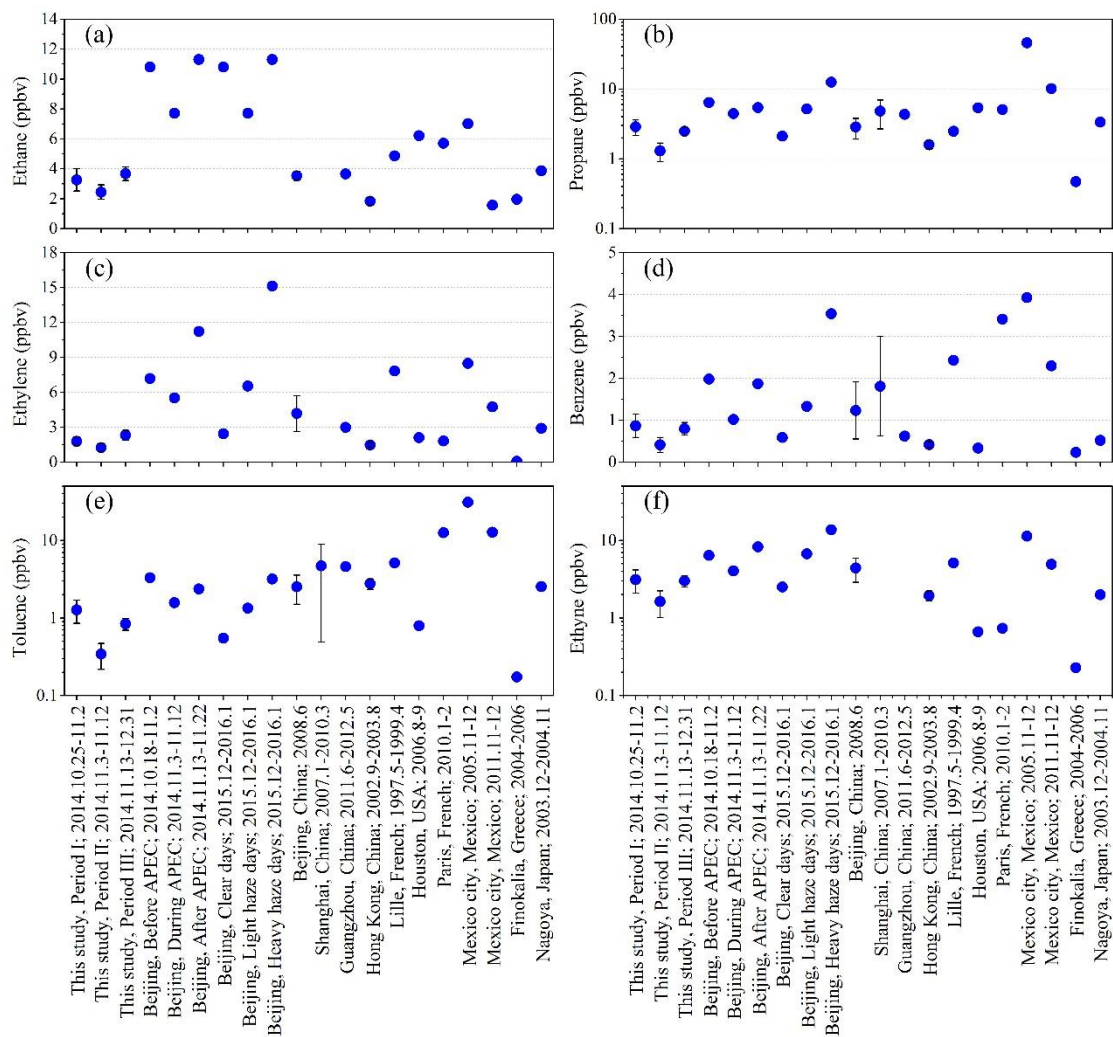 (a)
Ethane (ppbv)
14
12
10
8
6
4
2
0
(b)
Propane (ppbv)
100
10
1
0.1
(c)
Ethylene (ppbv)
18
15
12
9
6
3
0
(d)
Benzene (ppbv)
5
4
3
2
1
0
(e)
Toluene (ppbv)
10
1
0.1
(f)
Ethyne (ppbv)
10
1
0.1
This study, Period I; 2014.10.25-11.2
This study, Period II; 2014.11.3-11.12
This study, Period III; 2014.11.13-12.31
Beijing, Before APEC; 2014.10.18-11.2
Beijing, During APEC; 2014.11.3-11.12
Beijing, After APEC; 2014.11.13-11.22
Beijing, Clear days; 2015.12-2016.1
Beijing, Light haze days; 2015.12-2016.1
Beijing, Heavy haze days; 2015.12-2016.1
Beijing, China; 2008.6
Shanghai, China; 2007.1-2010.3
Guangzhou, China; 2011.6-2012.5
Hong Kong, China; 2002.9-2003.8
Lille, French; 1997.5-1999.4
Houston, USA; 2006.8-9
Paris, French; 2010.1-2
Mexico city, Mexico; 2005.11-12
Mexico city, Mexico; 2011.11-12
Finokalia, Greece; 2004-2006
Nagoya, Japan; 2003.12-2004.11
This study, Period I; 2014.10.25-11.2
This study, Period II; 2014.11.3-11.12
This study, Period III; 2014.11.13-12.31
Beijing, Before APEC; 2014.10.18-11.2
Beijing, During APEC; 2014.11.3-11.12
Beijing, After APEC; 2014.11.13-11.22
Beijing, Clear days; 2015.12-2016.1
Beijing, Light haze days; 2015.12-2016.1
Beijing, Heavy haze days; 2015.12-2016.1
Beijing, China; 2008.6
Shanghai, China; 2007.1-2010.3
Guangzhou, China; 2011.6-2012.5
Hong Kong, China; 2002.9-2003.8
Lille, French; 1997.5-1999.4
Houston, USA; 2006.8-9
Paris, French; 2010.1-2
Mexico city, Mexico; 2005.11-12
Mexico city, Mexico; 2011.11-12
Finokalia, Greece; 2004-2006
Nagoya, Japan; 2003.12-2004.11